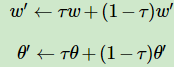 w′ ← τw + (1 − τ)w′
θ′ ← τθ + (1 − τ)θ′